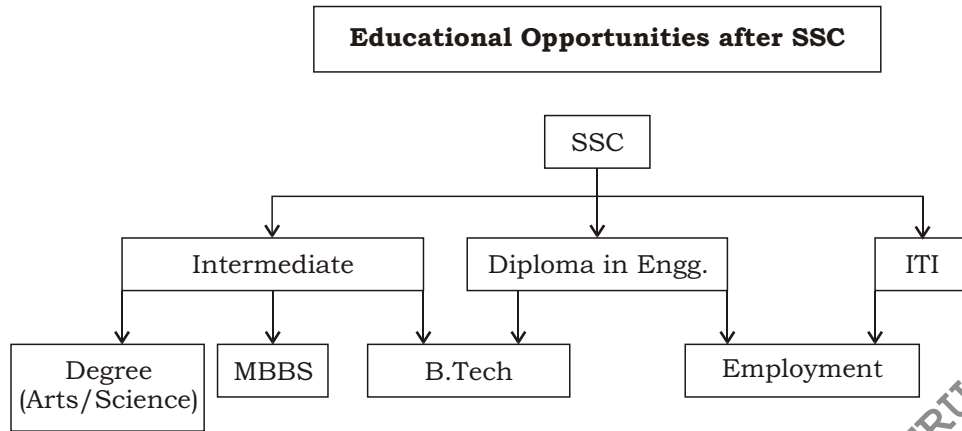 Educational Opportunities after SSC
SSC
Intermediate
Diploma in Engg.
ITI
Degree
(Arts/Science)
MBBS
B.Tech
Employment